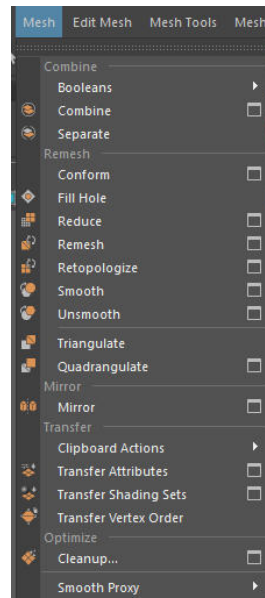 Mesh Edit Mesh Mesh Tools Mesh
Combine
Booleans
Combine
Separate
Remesh
Conform
Fill Hole
Reduce
Remesh
Retopologize
Smooth
Unsmooth
Triangulate
Quadrangulate
Mirror
Mirror
Transfer
Clipboard Actions
Transfer Attributes
Transfer Shading Sets
Transfer Vertex Order
Optimize
Cleanup...
Smooth Proxy